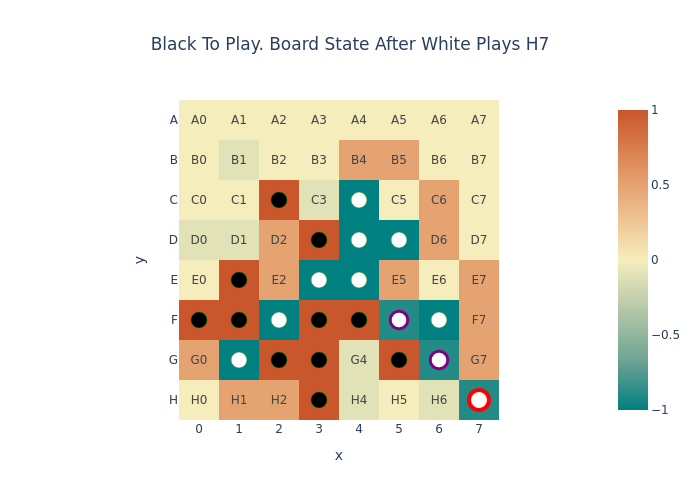 Black To Play. Board State After White Plays H7
A A0 A1 A2 A3 A4 A5 A6 A7
B B0 B1 B2 B3 B4 B5 B6 B7
C C0 C1 C3 C5 C6 C7
D D0 D1 D2 D6 D7
E E0 E2 E5 E6 E7
F F7
G G0 G4 G7
H H0 H1 H2 H4 H5 H6
0 1 2 3 4 5 6 7
x
y
1
0.5
0
−0.5
−1